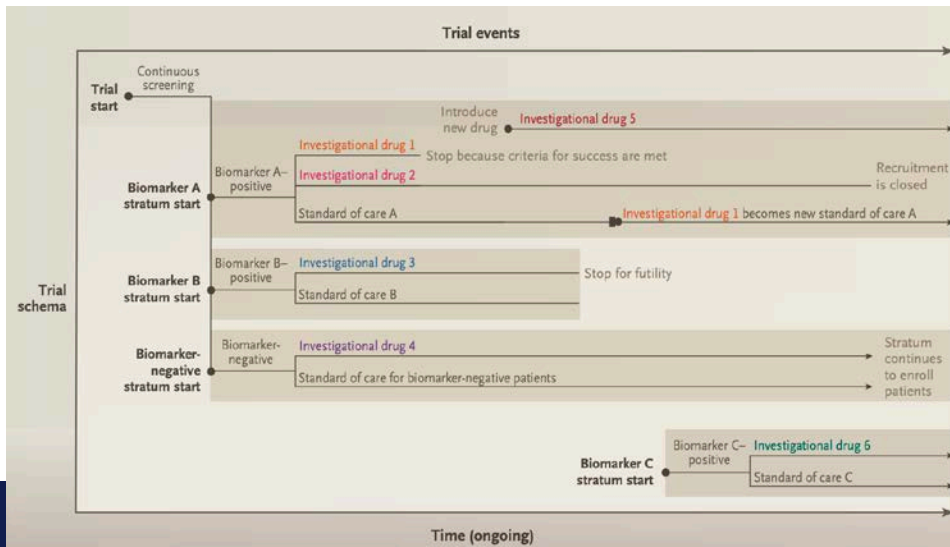 Trial events
Continuous
screening
Trial
start
Introduce
new drug
Investigational drug 5
Investigational drug 1
Stop because criteria for success are met
Biomarker A–
positive
Investigational drug 2
Recruitment
is closed
Biomarker A
stratum start
Standard of care A
Investigational drug 1 becomes new standard of care A
Biomarker B–
positive
Investigational drug 3
Stop for futility
Biomarker B
stratum start
Standard of care B
Trial
schema
Biomarker-
negative
Investigational drug 4
Stratum
continues
to enroll
patients
Biomarker-
negative
stratum start
Standard of care for biomarker-negative patients
Biomarker C–
positive
Investigational drug 6
Biomarker C
stratum start
Standard of care C
Time (ongoing)